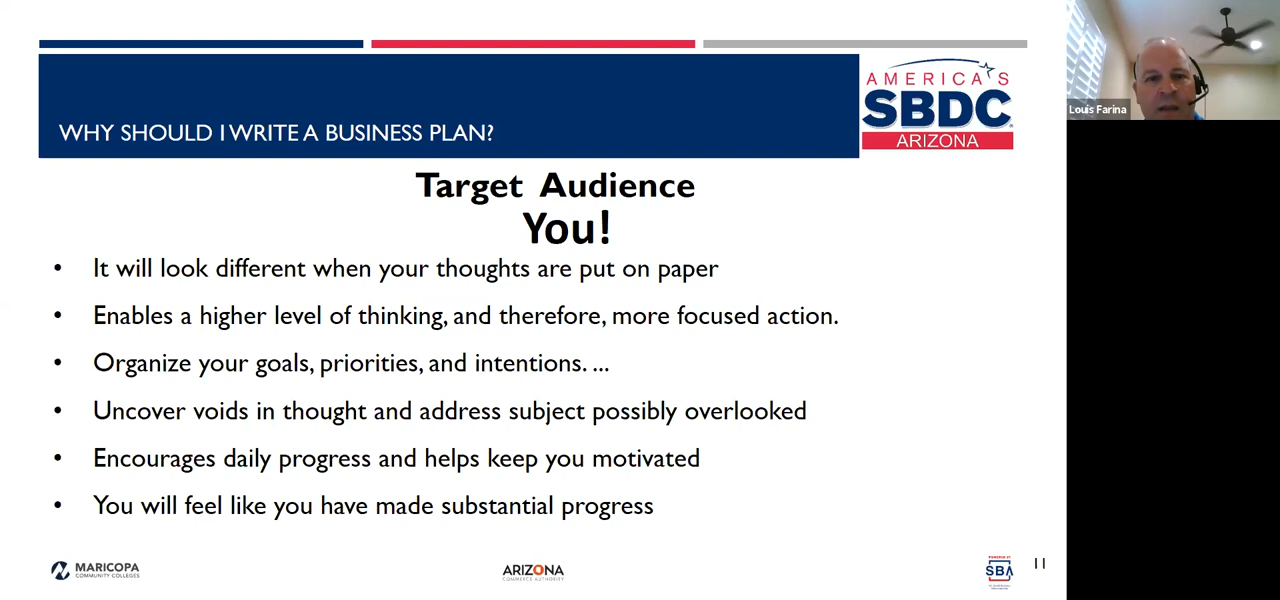 AMERICA'S
SBDC
ARIZONA
Louis Farina
WHY SHOULD I WRITE A BUSINESS PLAN?
Target Audience
You!
• It will look different when your thoughts are put on paper
• Enables a higher level of thinking, and therefore, more focused action.
• Organize your goals, priorities, and intentions. ...
• Uncover voids in thought and address subject possibly overlooked
• Encourages daily progress and helps keep you motivated
• You will feel like you have made substantial progress
MARICOPA
COMMUNITY COLLEGES
ARIZONA
COMMERCE AUTHORITY
POWERED BY
SBA
11